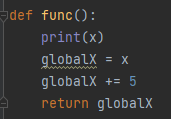 def func():
    print(x)
    globalX = x
    globalX += 5
    return globalX